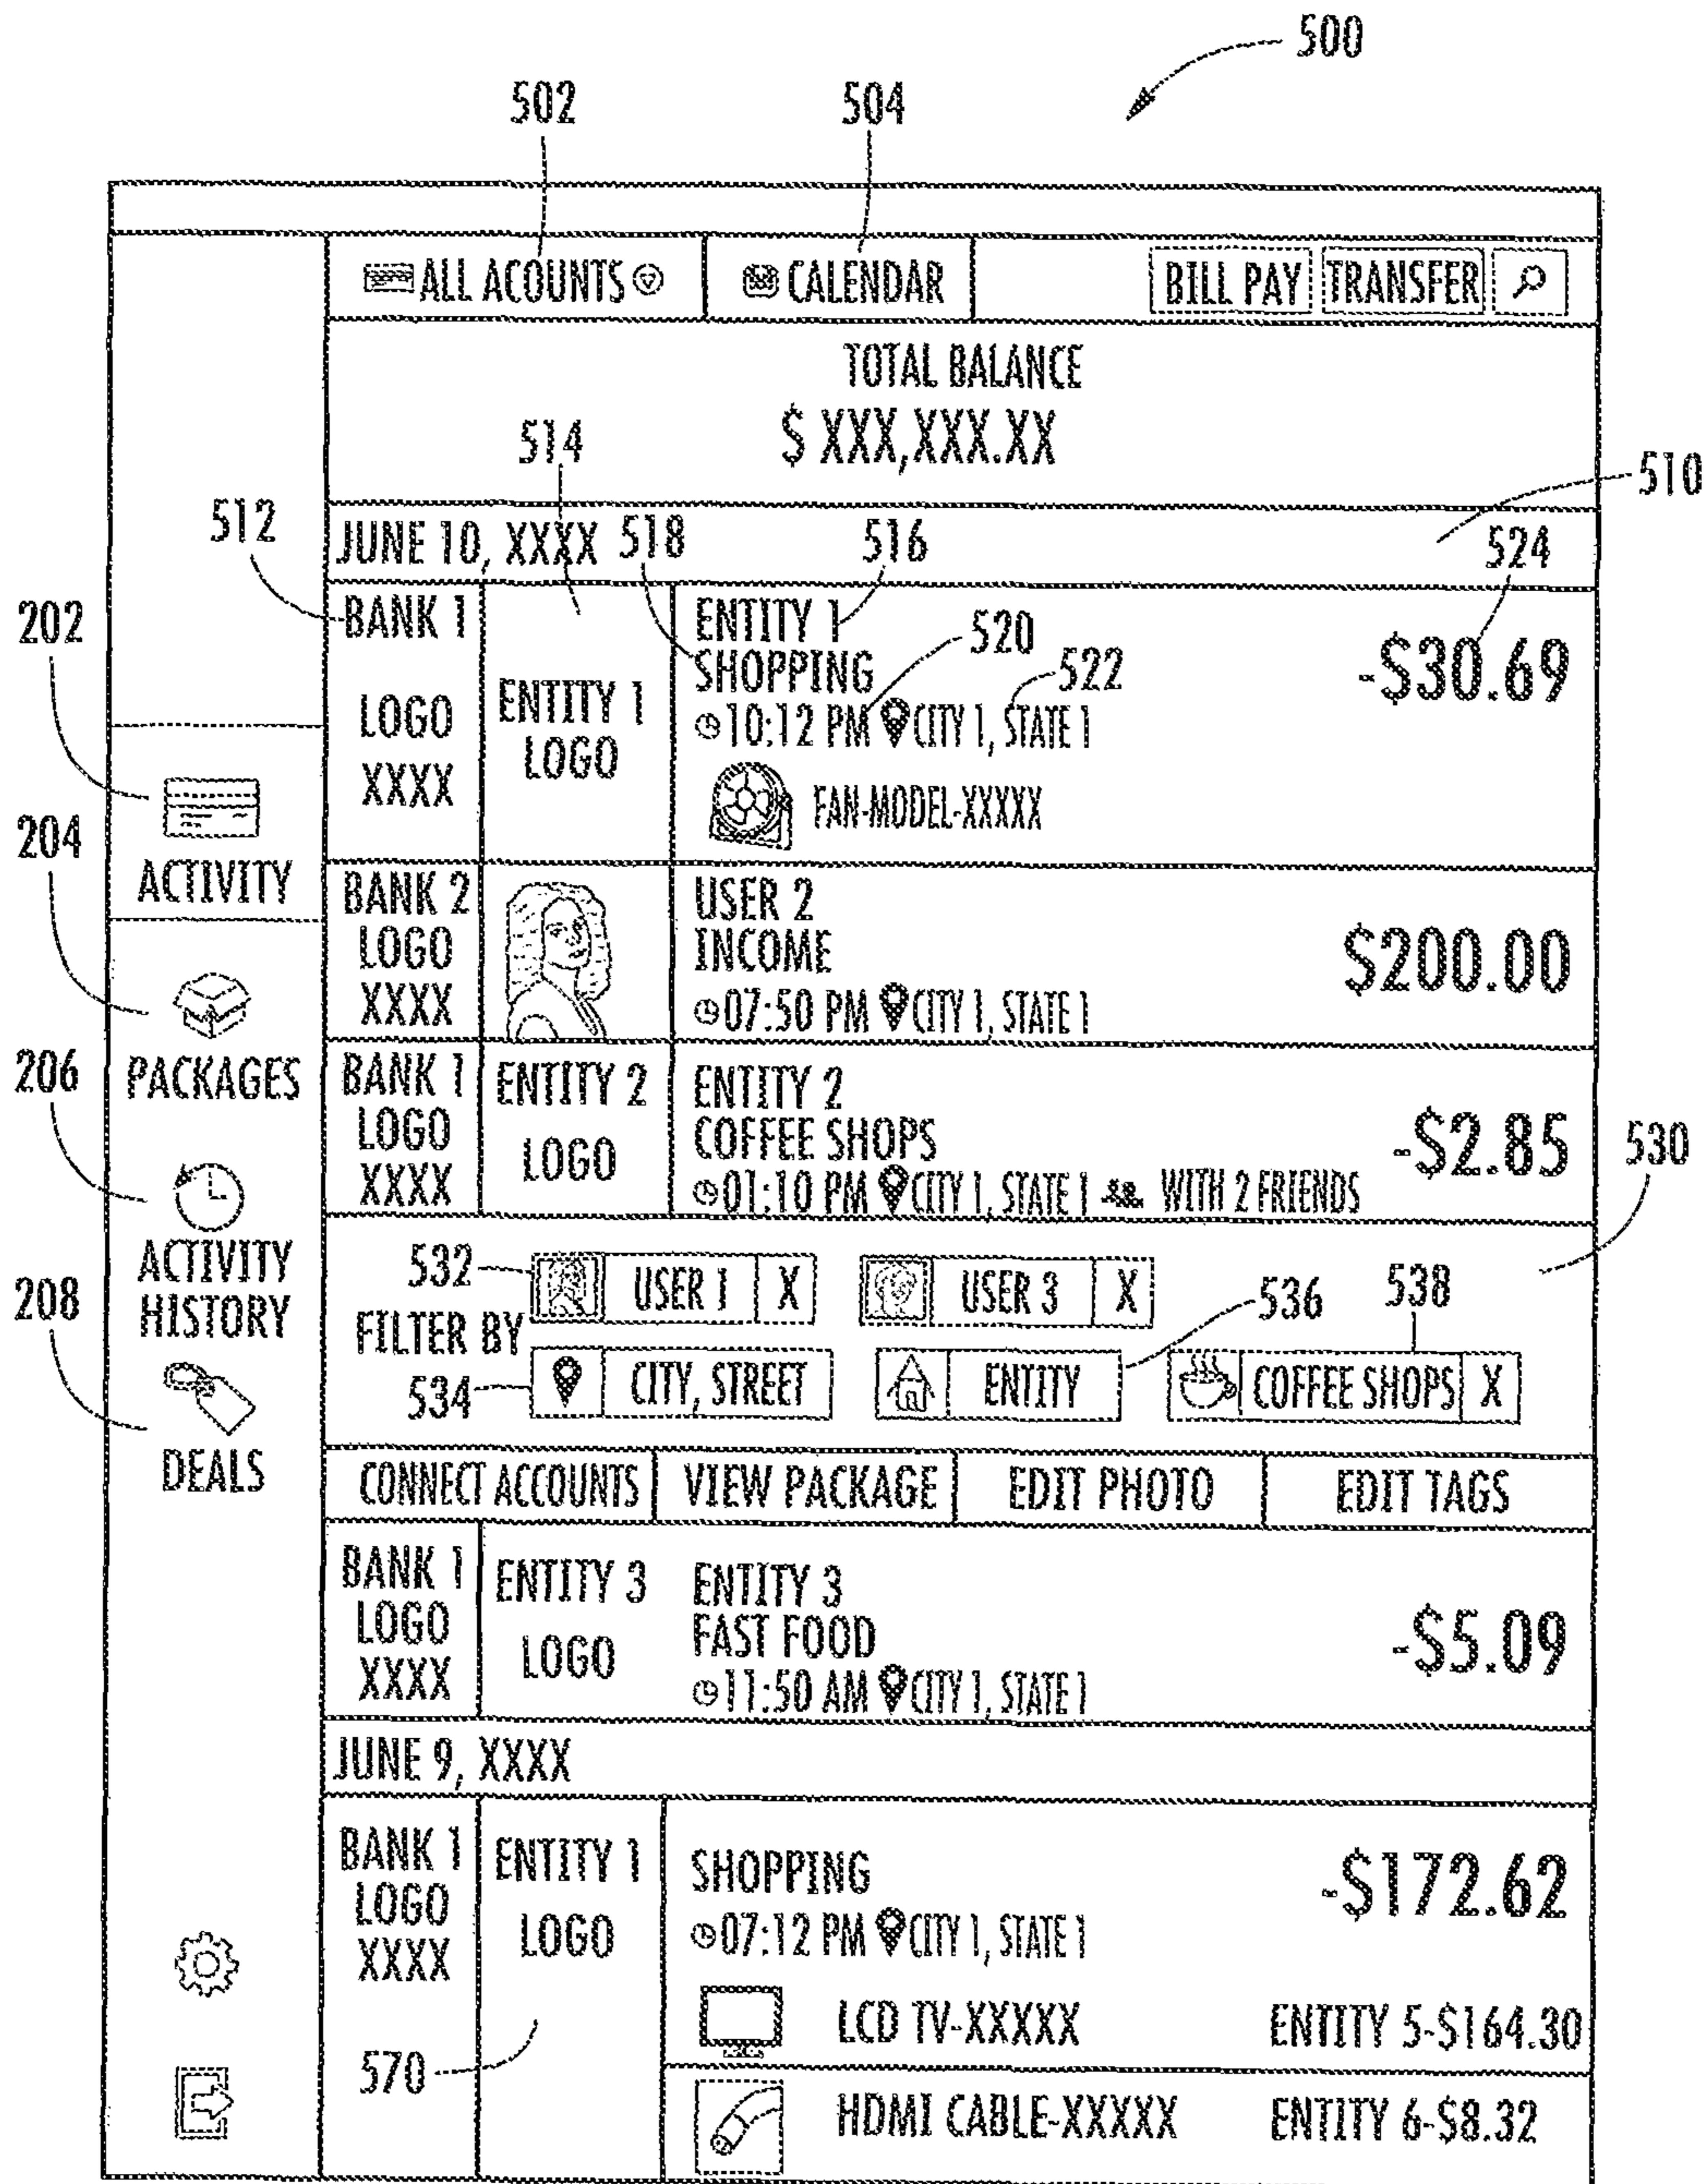 500
502
504
ALL ACOUNTS
CALENDAR
BILL PAY
TRANSFER
TOTAL BALANCE
$ XXX,XXX.XX
514
510
512
JUNE 10, XXXX
518
516
524
202
BANK 1
LOGO
XXXX
ENTITY 1
LOGO
ENTITY 1
SHOPPING
520
522
10:12 PM CITY 1, STATE 1
FAN-MODEL-XXXXX
-$30.69
ACTIVITY
204
BANK 2
LOGO
XXXX
USER 2
INCOME
07:50 PM CITY 1, STATE 1
$200.00
PACKAGES
206
BANK 1
LOGO
XXXX
ENTITY 2
LOGO
ENTITY 2
COFFEE SHOPS
01:10 PM CITY 1, STATE 1 WITH 2 FRIENDS
-$2.85
530
ACTIVITY
HISTORY
208
DEALS
532
FILTER BY
USER 1 X
USER 3 X
536
538
534
CITY, STREET
ENTITY
COFFEE SHOPS X
CONNECT ACCOUNTS
VIEW PACKAGE
EDIT PHOTO
EDIT TAGS
BANK 1
LOGO
XXXX
ENTITY 3
LOGO
ENTITY 3
FAST FOOD
11:50 AM CITY 1, STATE 1
-$5.09
JUNE 9, XXXX
BANK 1
LOGO
XXXX
ENTITY 1
LOGO
570
SHOPPING
07:12 PM CITY 1, STATE 1
-$172.62
LCD TV-XXXXX ENTITY 5-$164.30
HDMI CABLE-XXXXX ENTITY 6-$8.32